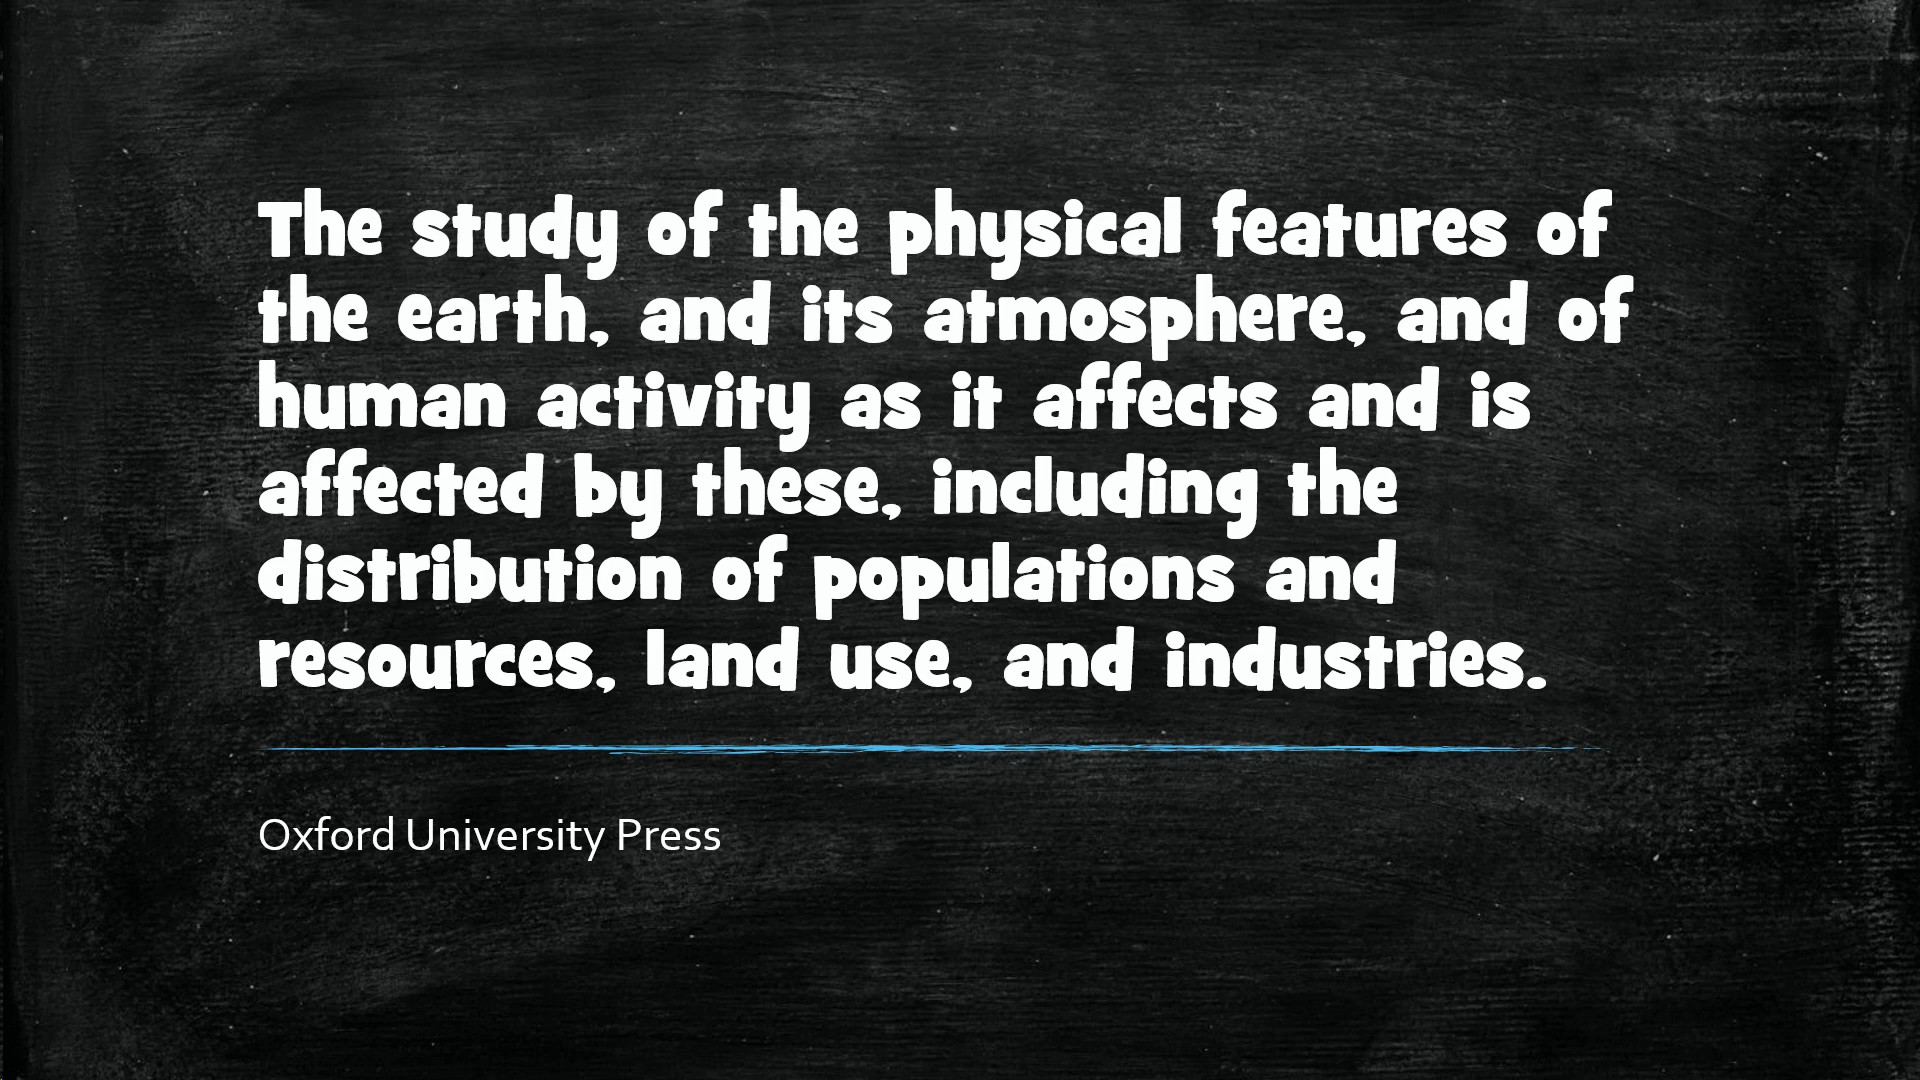 The study of the physical features of
the earth, and its atmosphere, and of
human activity as it affects and is
affected by these, including the
distribution of populations and
resources, land use, and industries.
Oxford University Press